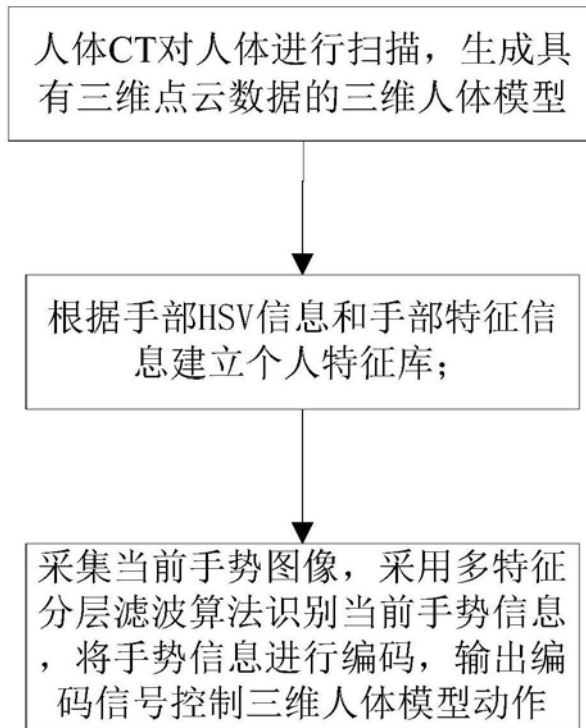 人体CT对人体进行扫描，生成具
有三维点云数据的三维人体模型
根据手部HSV信息和手部特征信
息建立个人特征库；
采集当前手势图像，采用多特征
分层滤波算法识别当前手势信息
，将手势信息进行编码，输出编
码信号控制三维人体模型动作